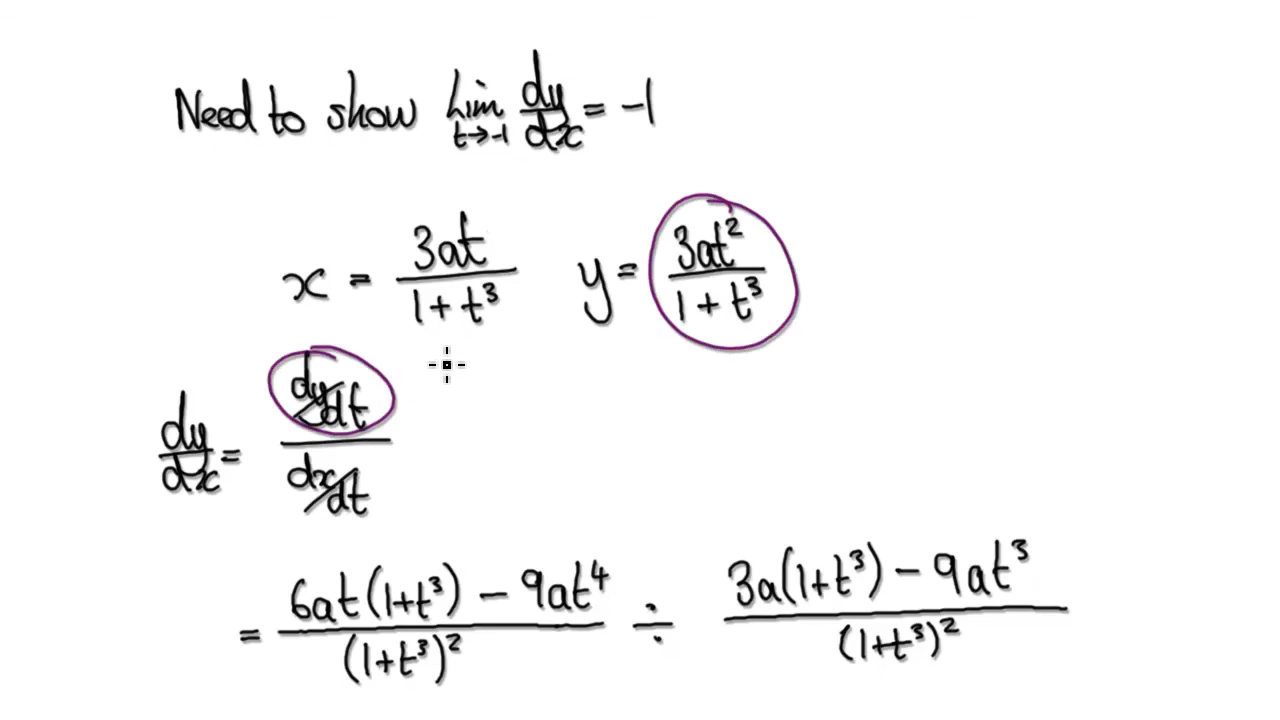 Need to show lim t→-1 dy/dx = -1
x = 3at/(1+t³) y = 3at²/(1+t³)
dy/dx = (dy/dt)/(dx/dt)
= (6at(1+t³) - 9at⁴)/(1+t³)² ÷ (3a(1+t³) - 9at³)/(1+t³)²